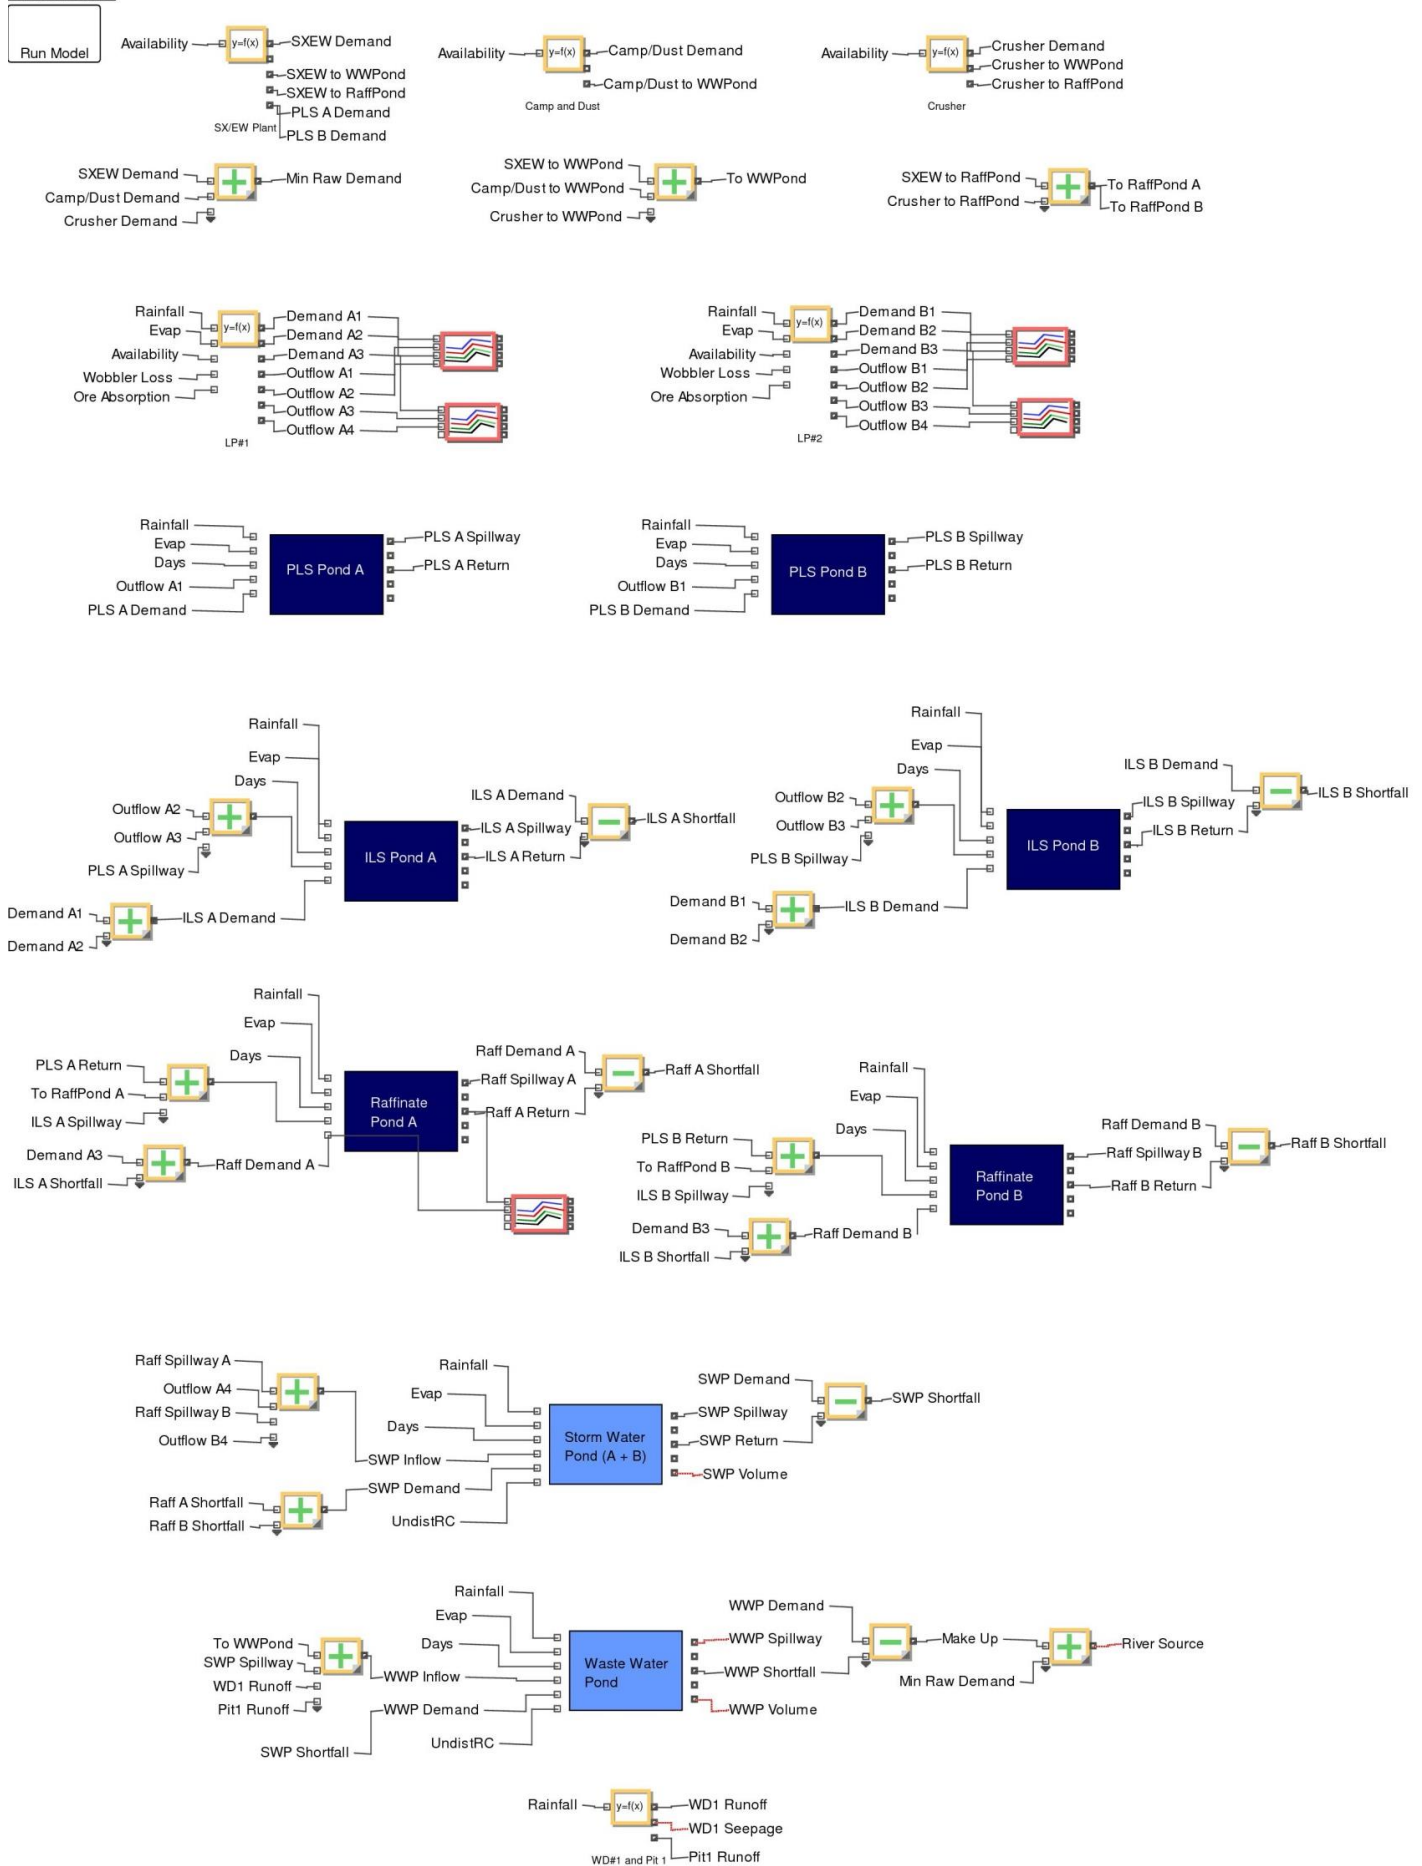 Run Model
Availability
y=f(x)
SXEW Demand
SXEW to WWPond
SXEW to RaffPond
PLS A Demand
PLS B Demand
SX/EW Plant
Availability
y=f(x)
Camp/Dust Demand
Camp/Dust to WWPond
Camp and Dust
Availability
y=f(x)
Crusher Demand
Crusher to WWPond
Crusher to RaffPond
Crusher
SXEW Demand
Camp/Dust Demand
Crusher Demand
Min Raw Demand
SXEW to WWPond
Camp/Dust to WWPond
Crusher to WWPond
To WWPond
SXEW to RaffPond
Crusher to RaffPond
To RaffPond A
To RaffPond B
Rainfall
Evap
Availability
Wobbler Loss
Ore Absorption
y=f(x)
Demand A1
Demand A2
Demand A3
Outflow A1
Outflow A2
Outflow A3
Outflow A4
LP#1
Rainfall
Evap
Availability
Wobbler Loss
Ore Absorption
y=f(x)
Demand B1
Demand B2
Demand B3
Outflow B1
Outflow B2
Outflow B3
Outflow B4
LP#2
Rainfall
Evap
Days
Outflow A1
PLS A Demand
PLS Pond A
PLS A Spillway
PLS A Return
Rainfall
Evap
Days
Outflow B1
PLS B Demand
PLS Pond B
PLS B Spillway
PLS B Return
Rainfall
Evap
Days
Outflow A2
Outflow A3
PLS A Spillway
Demand A1
Demand A2
ILS A Demand
ILS Pond A
ILS A Demand
ILS A Spillway
ILS A Return
ILS A Shortfall
Rainfall
Evap
Days
Outflow B2
Outflow B3
PLS B Spillway
Demand B1
Demand B2
ILS B Demand
ILS Pond B
ILS B Demand
ILS B Spillway
ILS B Return
ILS B Shortfall
Rainfall
Evap
Days
PLS A Return
To RaffPond A
ILS A Spillway
Demand A3
ILS A Shortfall
Raff Demand A
Raffinate
Pond A
Raff Demand A
Raff Spillway A
Raff A Return
Raff A Shortfall
Rainfall
Evap
Days
PLS B Return
To RaffPond B
ILS B Spillway
Demand B3
ILS B Shortfall
Raff Demand B
Raffinate
Pond B
Raff Demand B
Raff Spillway B
Raff B Return
Raff B Shortfall
Raff Spillway A
Outflow A4
Raff Spillway B
Outflow B4
Raff A Shortfall
Raff B Shortfall
Rainfall
Evap
Days
SWP Inflow
SWP Demand
UndistRC
Storm Water
Pond (A + B)
SWP Demand
SWP Spillway
SWP Return
SWP Volume
SWP Shortfall
Rainfall
Evap
Days
To WWPond
SWP Spillway
WD1 Runoff
Pit1 Runoff
WWP Inflow
WWP Demand
SWP Shortfall
UndistRC
Waste Water
Pond
WWP Demand
WWP Spillway
WWP Shortfall
WWP Volume
Make Up
Min Raw Demand
River Source
Rainfall
y=f(x)
WD1 Runoff
WD1 Seepage
Pit1 Runoff
WD#1 and Pit 1